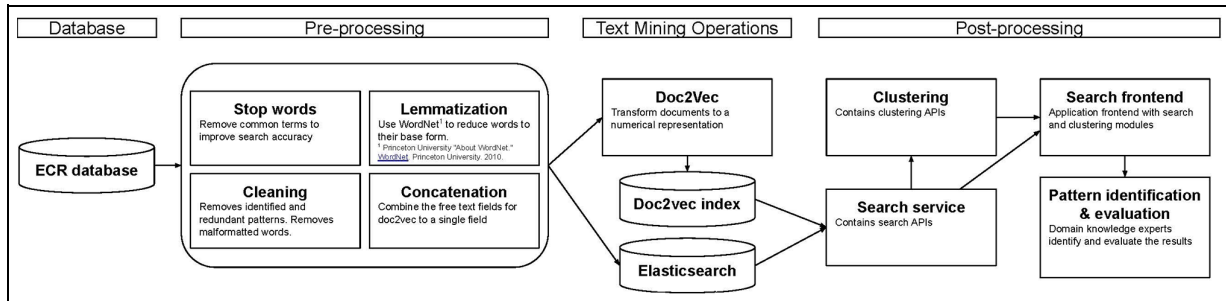 Database
Pre-processing
Text Mining Operations
Post-processing
ECR database
Stop words
Remove common terms to
improve search accuracy
Lemmatization
Use WordNet¹ to reduce words to
their base form.
¹ Princeton University "About WordNet."
WordNet. Princeton University. 2010.
Cleaning
Removes identified and
redundant patterns. Removes
malformatted words.
Concatenation
Combine the free text fields for
doc2vec to a single field
Doc2Vec
Transform documents to a
numerical representation
Doc2vec index
Elasticsearch
Clustering
Contains clustering APIs
Search service
Contains search APIs
Search frontend
Application frontend with search
and clustering modules
Pattern identification
& evaluation
Domain knowledge experts
identify and evaluate the results